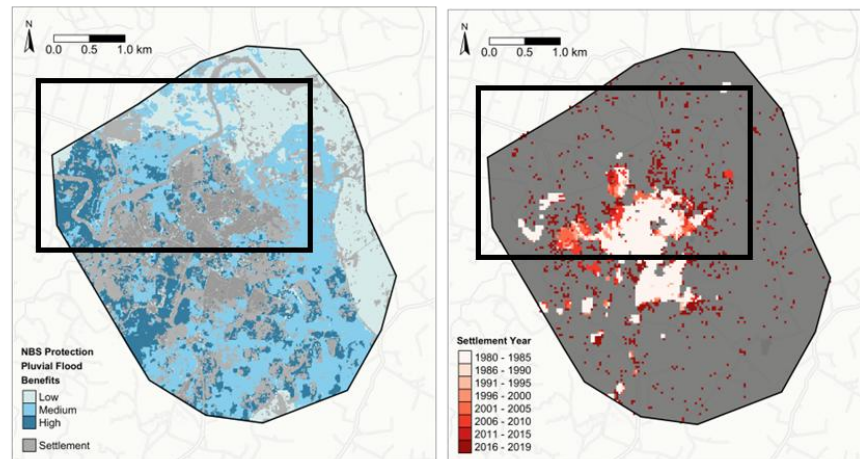 N
0.0 0.5 1.0 km
NBS Protection
Pluvial Flood
Benefits
Low
Medium
High
Settlement
N
0.0 0.5 1.0 km
Settlement Year
1980 - 1985
1986 - 1990
1991 - 1995
1996 - 2000
2001 - 2005
2006 - 2010
2011 - 2015
2016 - 2019